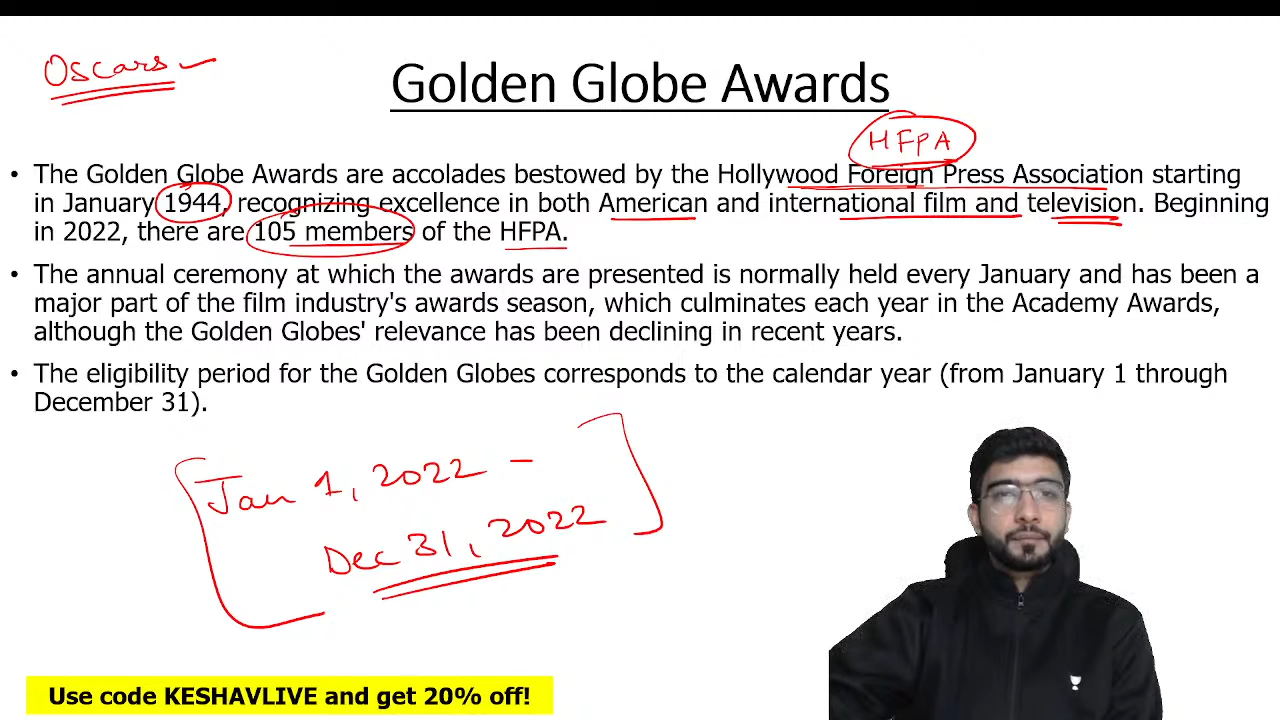 Oscars
Golden Globe Awards
HFPA
• The Golden Globe Awards are accolades bestowed by the Hollywood Foreign Press Association starting
in January 1944, recognizing excellence in both American and international film and television. Beginning
in 2022, there are 105 members of the HFPA.
• The annual ceremony at which the awards are presented is normally held every January and has been a
major part of the film industry's awards season, which culminates each year in the Academy Awards,
although the Golden Globes' relevance has been declining in recent years.
• The eligibility period for the Golden Globes corresponds to the calendar year (from January 1 through
December 31).
Jan 1, 2022 -
Dec 31, 2022
Use code KESHAVLIVE and get 20% off!